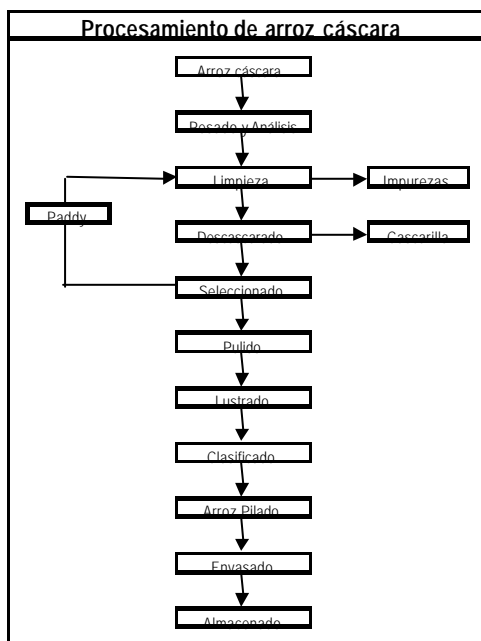 Procesamiento de arroz cáscara
Arroz cáscara
Pesado y Análisis
Limpieza
Impurezas
Paddy
Descascarado
Cascarilla
Seleccionado
Pulido
Lustrado
Clasificado
Arroz Pilado
Envasado
Almacenado